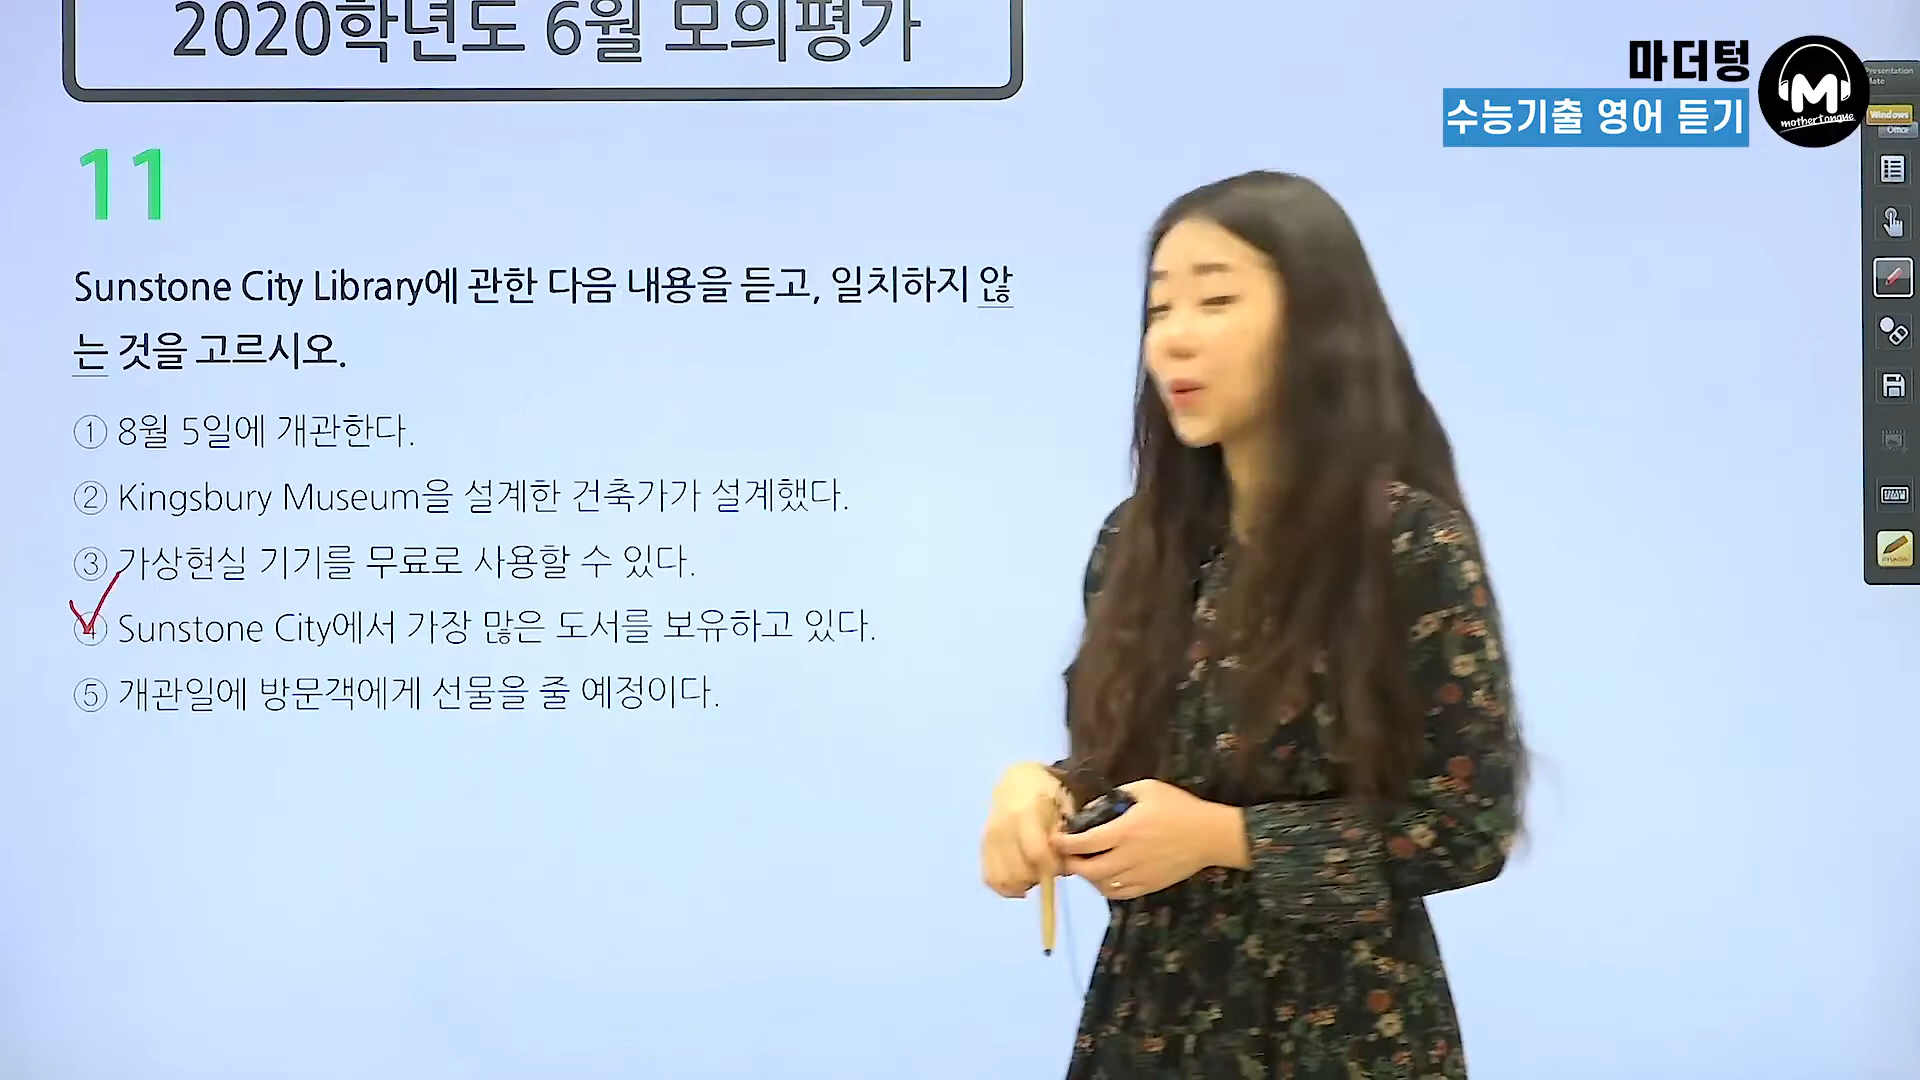 2020학년도 6월 모의평가
마더텅
수능기출 영어 듣기
M
mothertongue
Presentation
Mate
Windows
Office
11
Sunstone City Library에 관한 다음 내용을 듣고, 일치하지 않
는 것을 고르시오.
① 8월 5일에 개관한다.
② Kingsbury Museum을 설계한 건축가가 설계했다.
③ 가상현실 기기를 무료로 사용할 수 있다.
④ Sunstone City에서 가장 많은 도서를 보유하고 있다.
⑤ 개관일에 방문객에게 선물을 줄 예정이다.